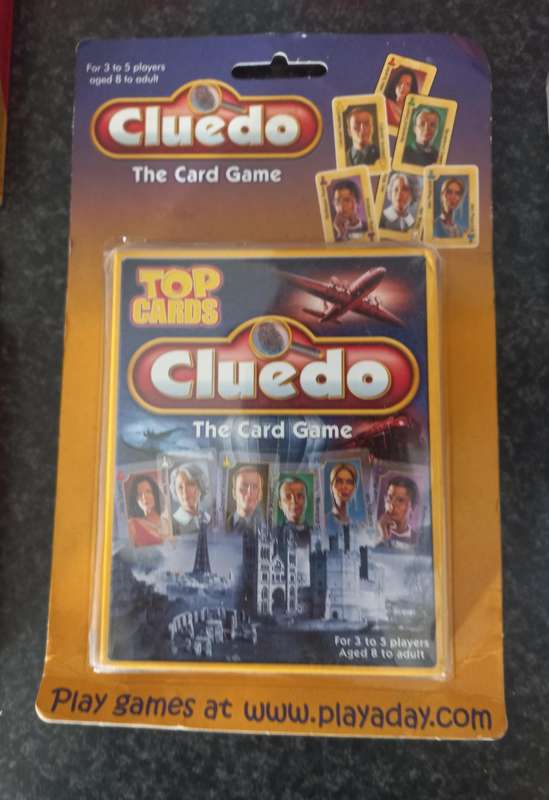 For 3 to 5 players
aged 8 to adult
Cluedo
The Card Game
TOP
CARDS
Cluedo
The Card Game
For 3 to 5 players
Aged 8 to adult
Play games at www.playaday.com